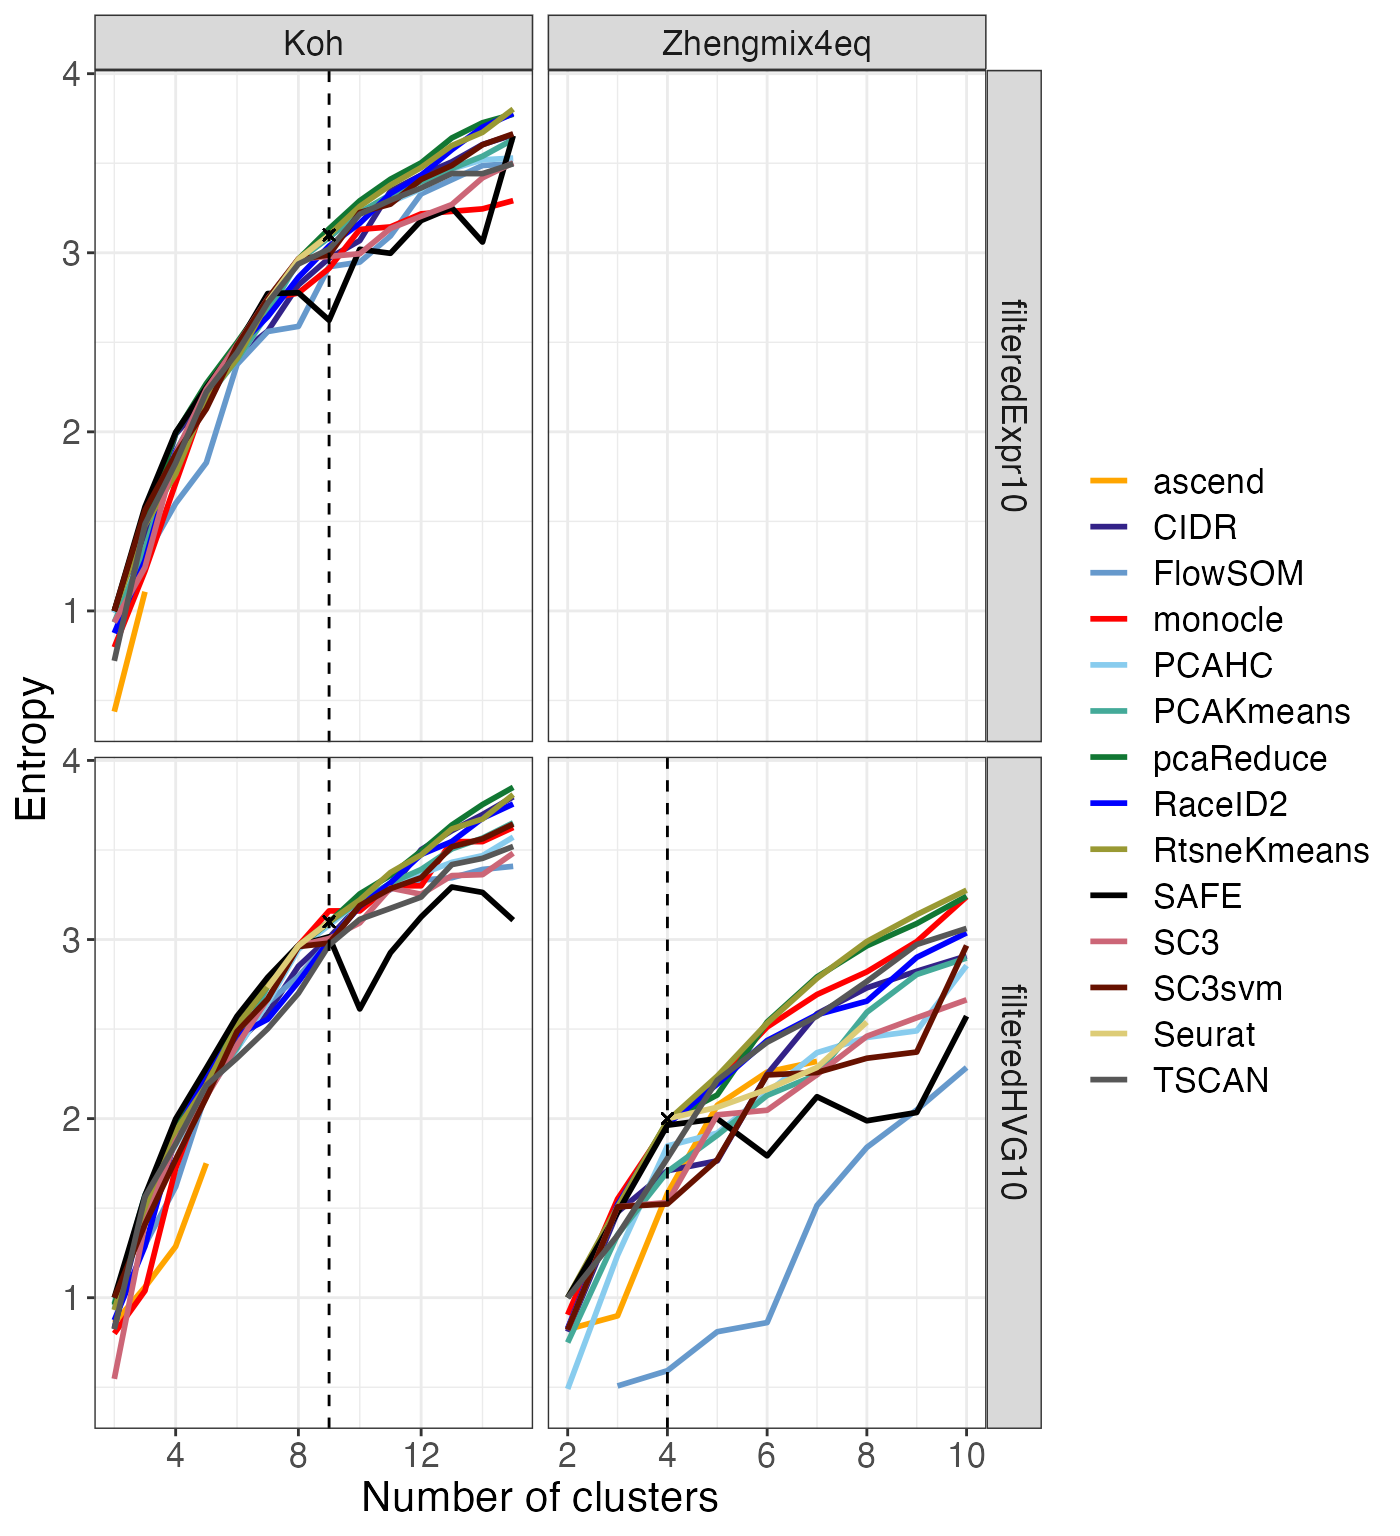 Koh
Zhengmix4eq
4
3
2
1
filteredExpr10
Entropy
4
3
2
1
filteredHVG10
4
8
12
2
4
6
8
10
Number of clusters
ascend
CIDR
FlowSOM
monocle
PCAHC
PCAKmeans
pcaReduce
RaceID2
RtsneKmeans
SAFE
SC3
SC3svm
Seurat
TSCAN